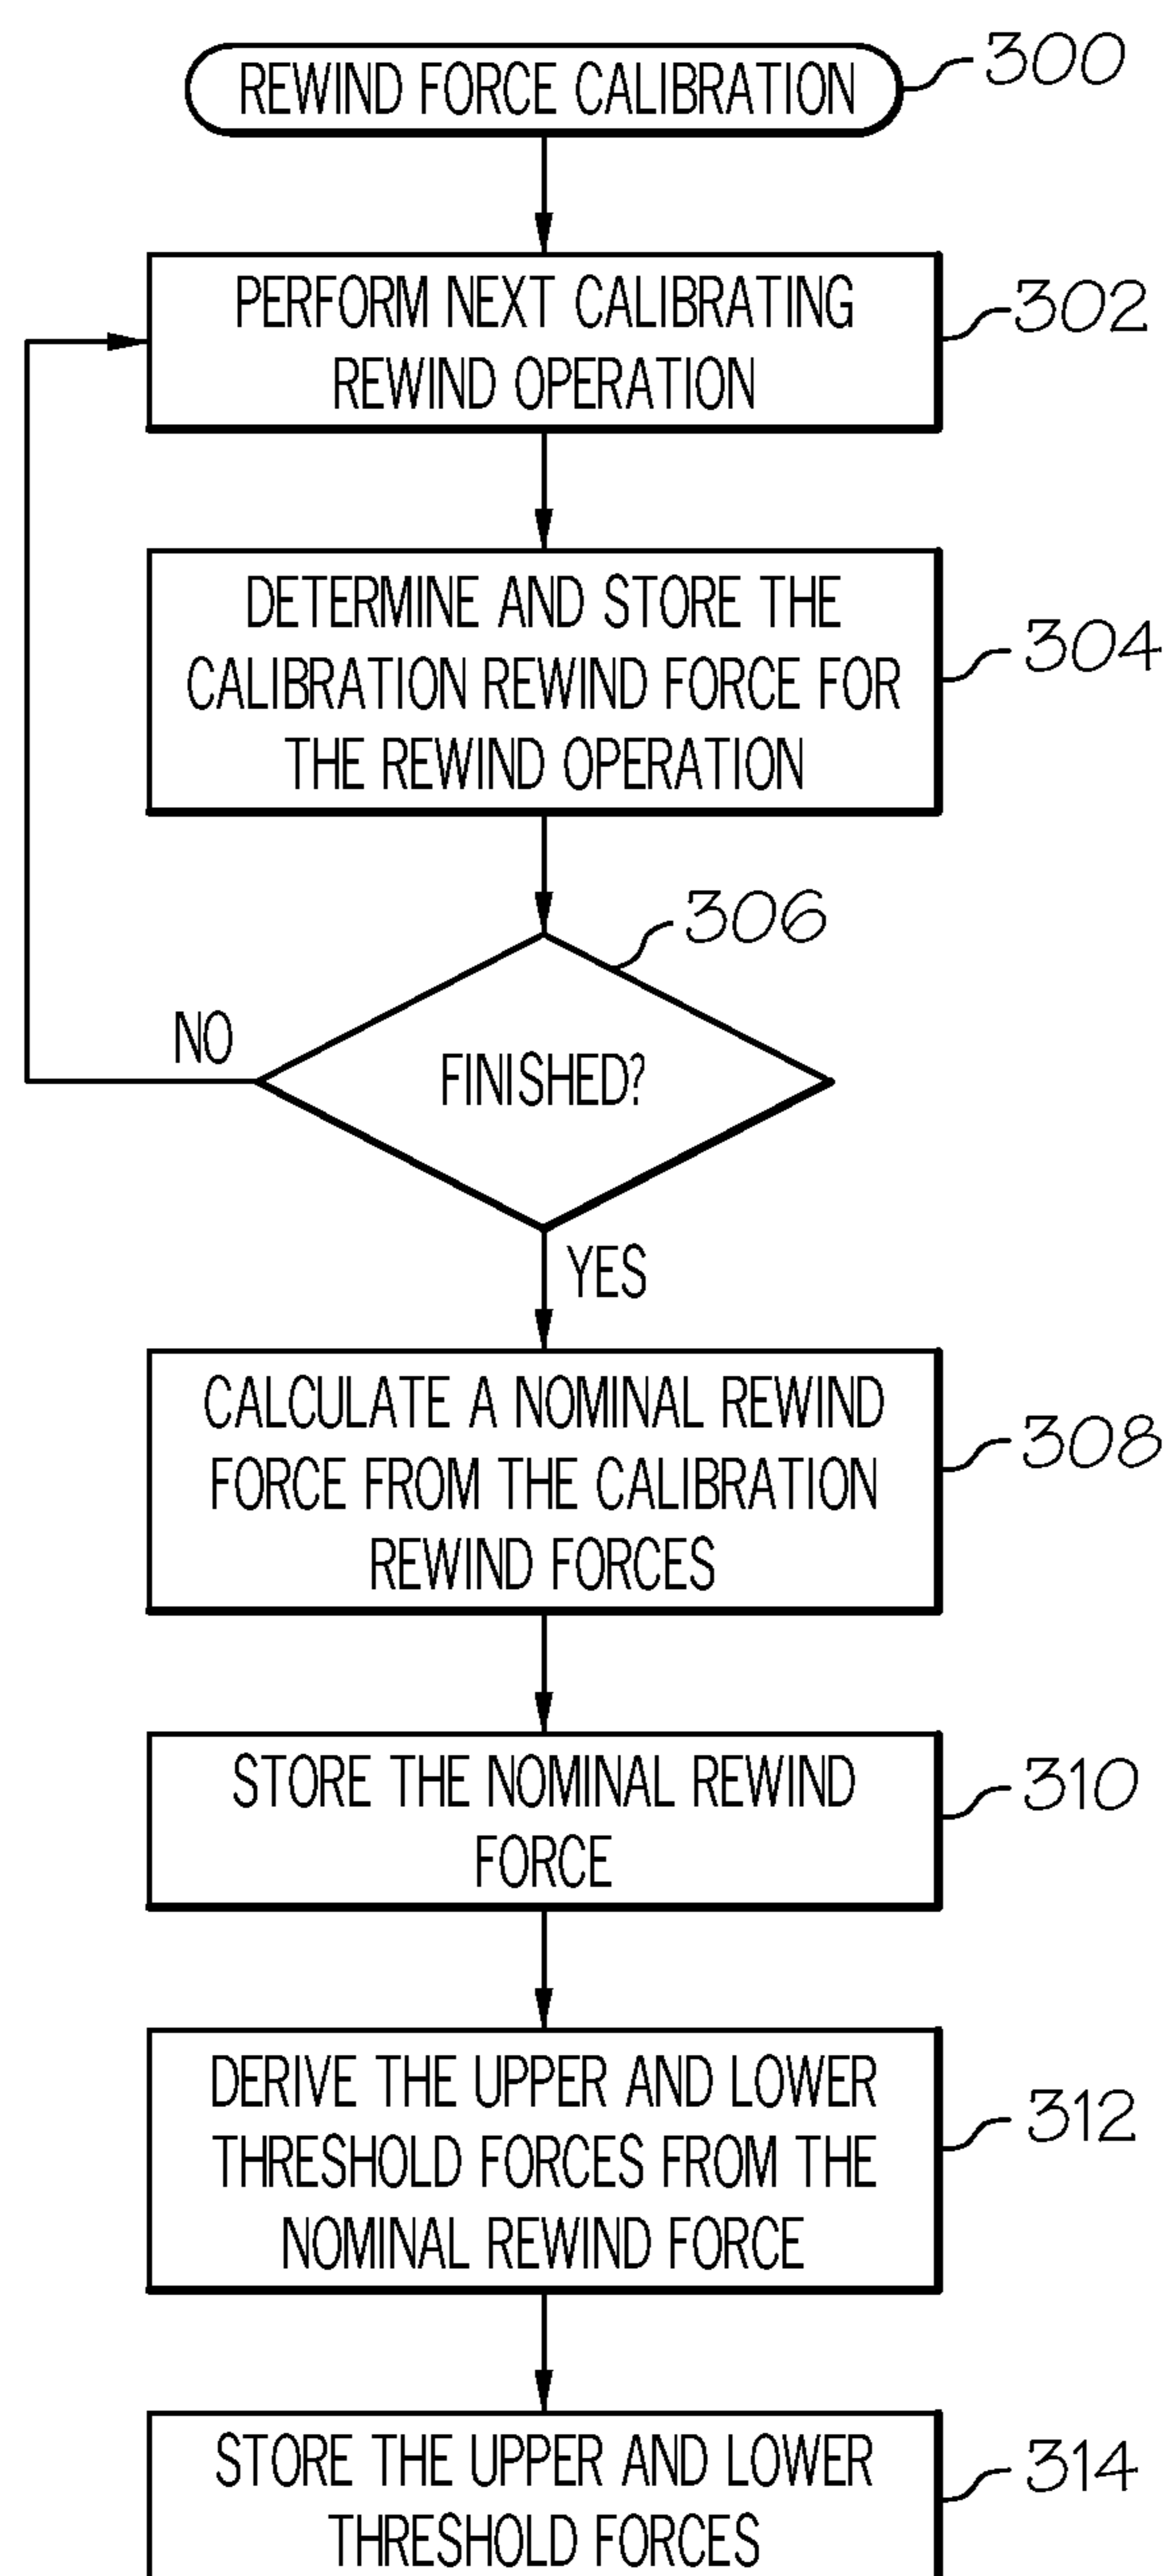 REWIND FORCE CALIBRATION
300
PERFORM NEXT CALIBRATING
REWIND OPERATION
302
DETERMINE AND STORE THE
CALIBRATION REWIND FORCE FOR
THE REWIND OPERATION
304
306
NO
FINISHED?
YES
CALCULATE A NOMINAL REWIND
FORCE FROM THE CALIBRATION
REWIND FORCES
308
STORE THE NOMINAL REWIND
FORCE
310
DERIVE THE UPPER AND LOWER
THRESHOLD FORCES FROM THE
NOMINAL REWIND FORCE
312
STORE THE UPPER AND LOWER
THRESHOLD FORCES
314